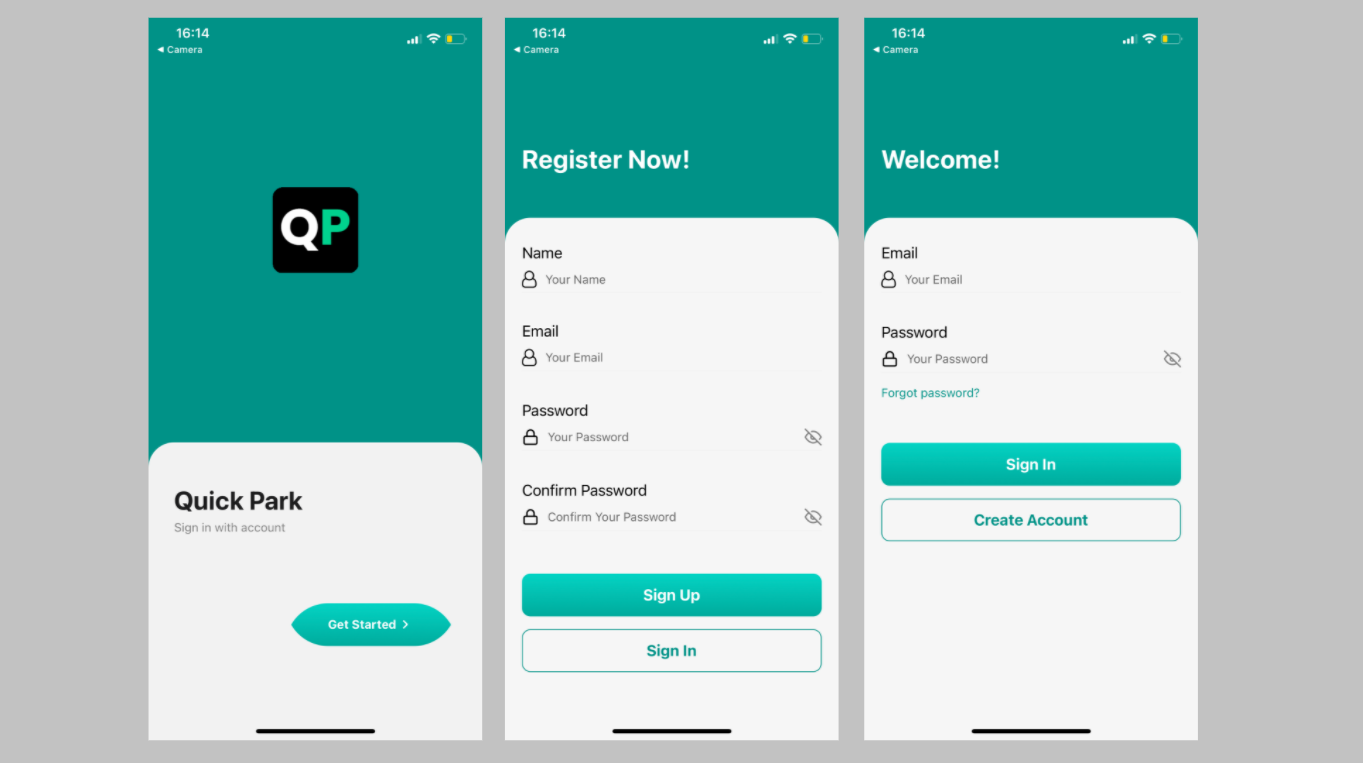 16:14
◀ Camera
QP
Quick Park
Sign in with account
Get Started >
16:14
◀ Camera
Register Now!
Name
Your Name
Email
Your Email
Password
Your Password
Confirm Password
Confirm Your Password
Sign Up
Sign In
16:14
◀ Camera
Welcome!
Email
Your Email
Password
Your Password
Forgot password?
Sign In
Create Account